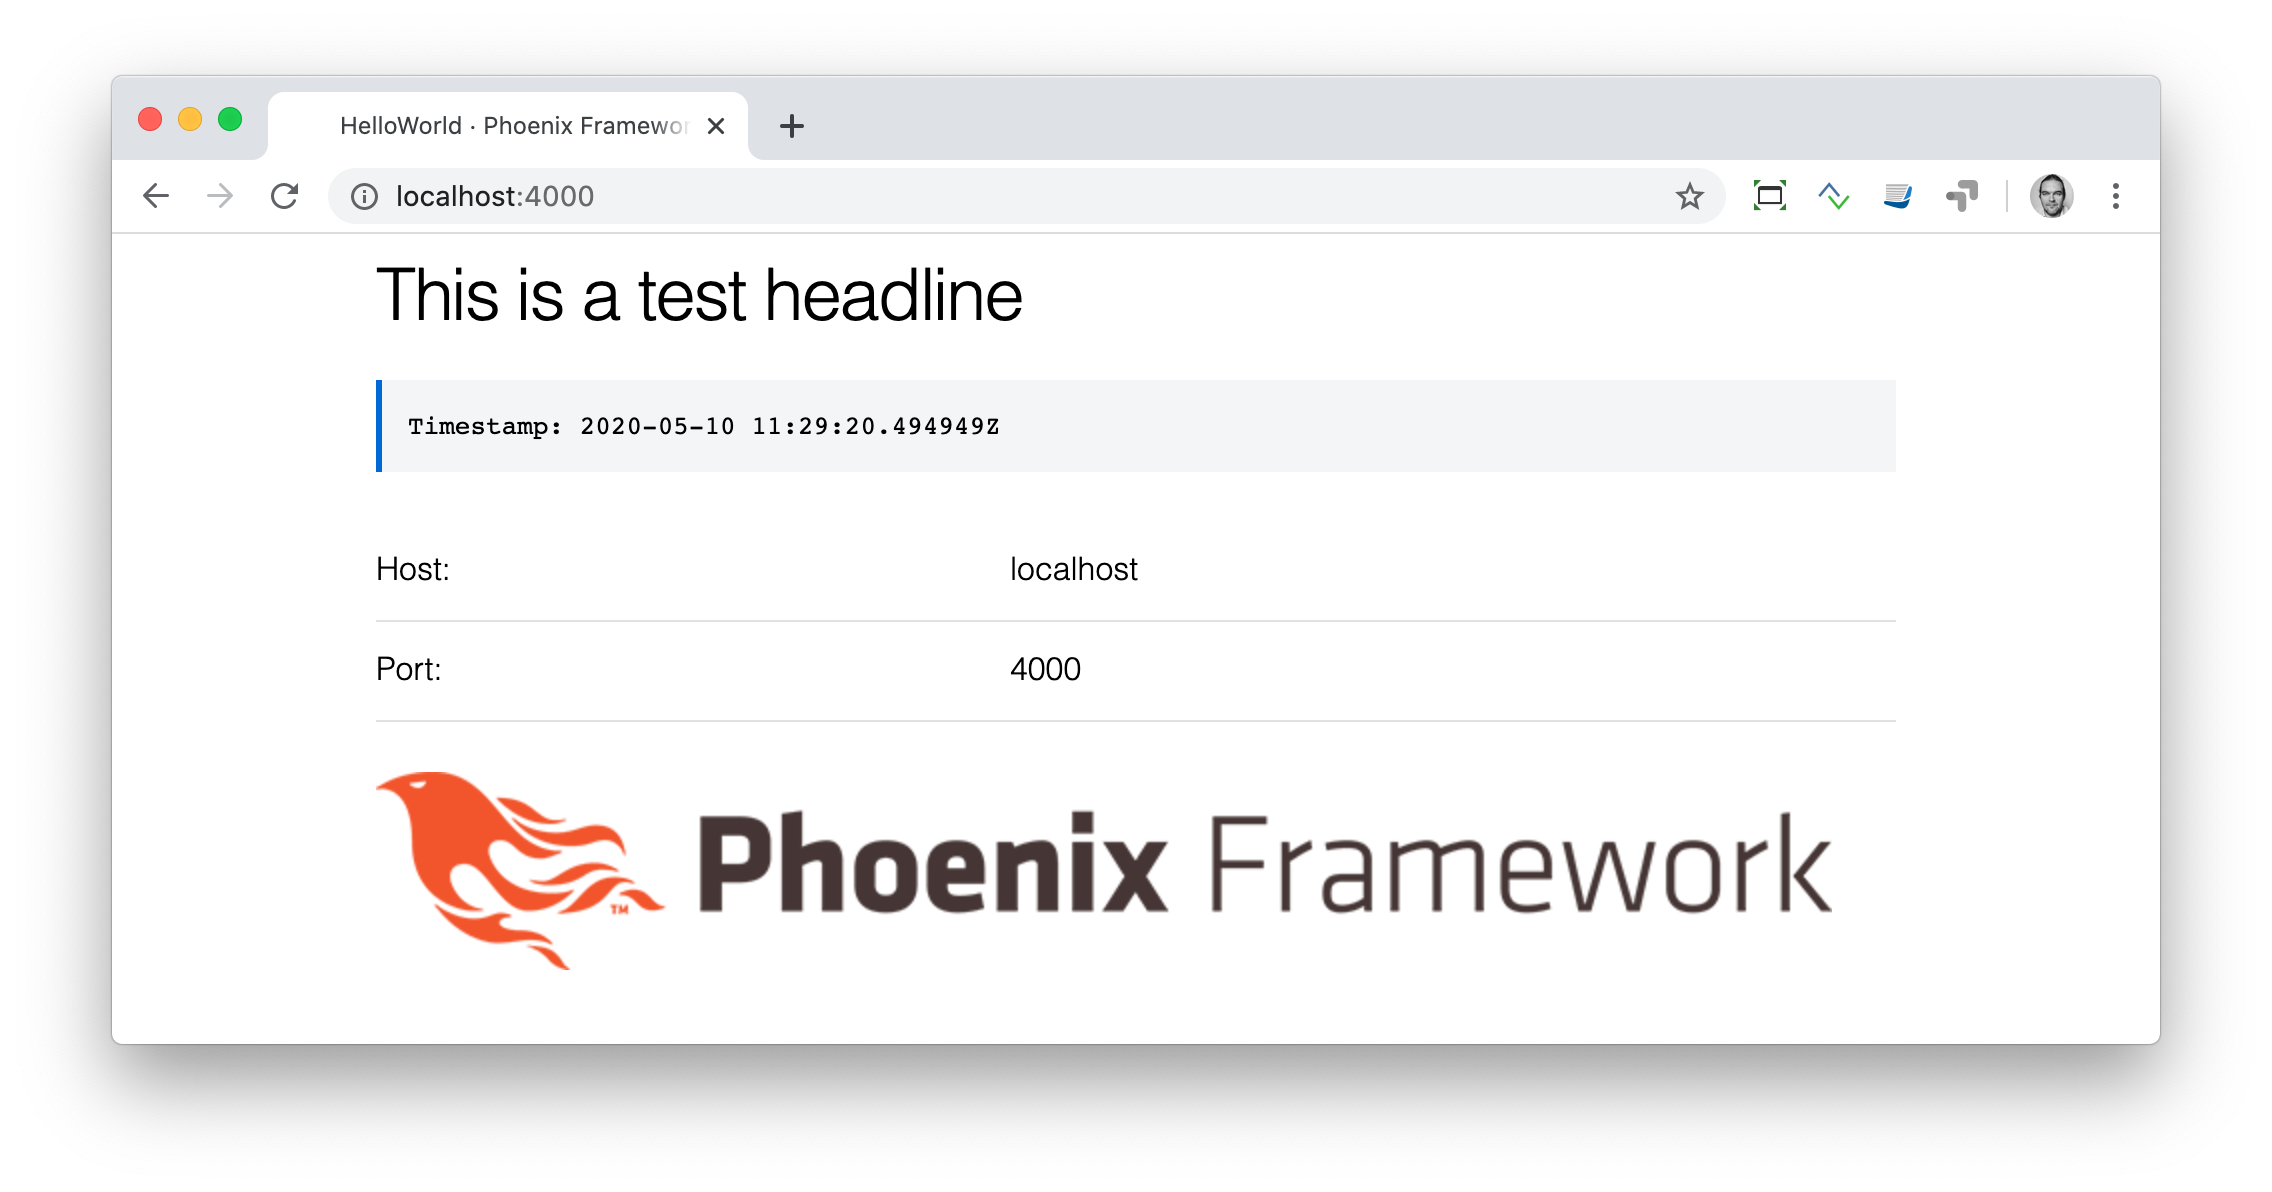 HelloWorld · Phoenix Framewor
localhost:4000
This is a test headline
Timestamp: 2020-05-10 11:29:20.494949Z
Host: localhost
Port: 4000
Phoenix Framework
TM